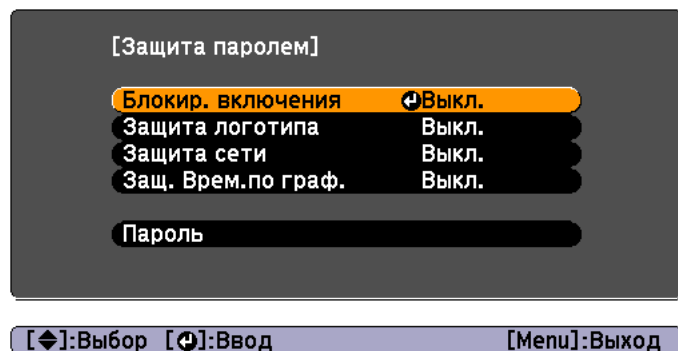 [Защита паролем]
Блокир. включения Выкл.
Защита логотипа Выкл.
Защита сети Выкл.
Защ. Врем.по граф. Выкл.
Пароль
[◆]:Выбор [↵]:Ввод [Menu]:Выход